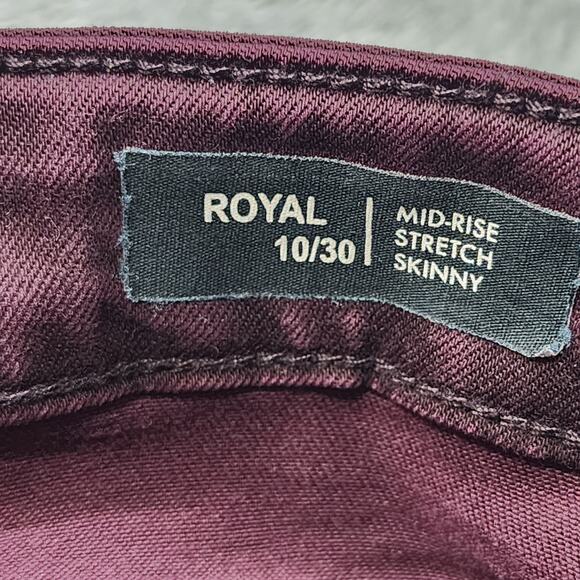 ROYAL
10/30
MID-RISE
STRETCH
SKINNY